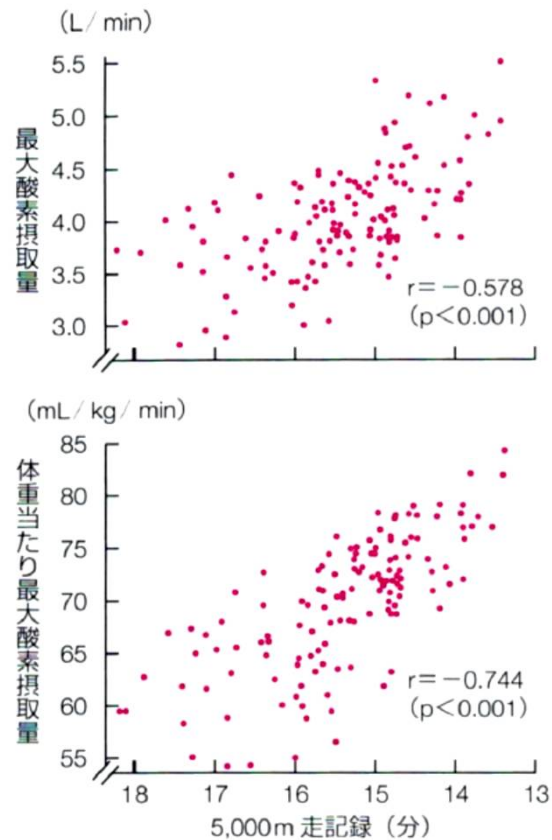 (L/min)
5.5
5.0
4.5
4.0
3.5
3.0
最大酸素摂取量
r=−0.578
(p<0.001)
(mL/kg/min)
85
80
75
70
65
60
55
体重当たり最大酸素摂取量
r=−0.744
(p<0.001)
18 17 16 15 14 13
5,000m 走記録（分）